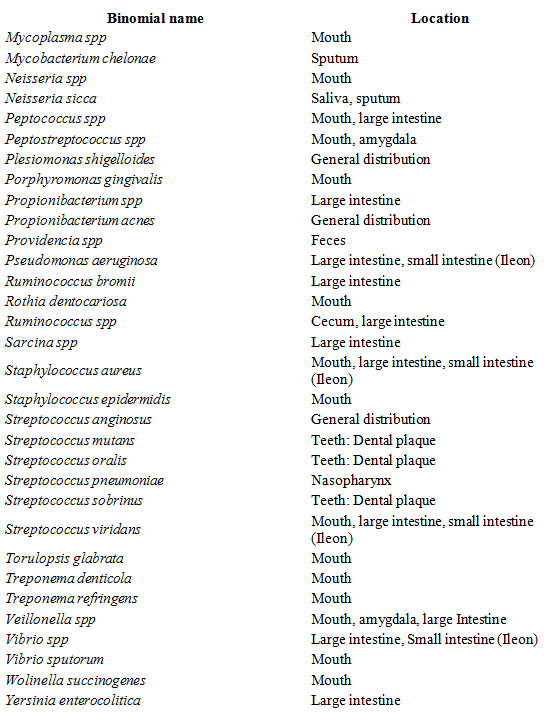 Binomial name Location
Mycoplasma spp Mouth
Mycobacterium chelonae Sputum
Neisseria spp Mouth
Neisseria sicca Saliva, sputum
Peptococcus spp Mouth, large intestine
Peptostreptococcus spp Mouth, amygdala
Plesiomonas shigelloides General distribution
Porphyromonas gingivalis Mouth
Propionibacterium spp Large intestine
Propionibacterium acnes General distribution
Providencia spp Feces
Pseudomonas aeruginosa Large intestine, small intestine (Ileon)
Ruminococcus bromii Large intestine
Rothia dentocariosa Mouth
Ruminococcus spp Cecum, large intestine
Sarcina spp Large intestine
Staphylococcus aureus Mouth, large intestine, small intestine
(Ileon)
Staphylococcus epidermidis Mouth
Streptococcus anginosus General distribution
Streptococcus mutans Teeth: Dental plaque
Streptococcus oralis Teeth: Dental plaque
Streptococcus pneumoniae Nasopharynx
Streptococcus sobrinus Teeth: Dental plaque
Streptococcus viridans Mouth, large intestine, small intestine
(Ileon)
Torulopsis glabrata Mouth
Treponema denticola Mouth
Treponema refringens Mouth
Veillonella spp Mouth, amygdala, large Intestine
Vibrio spp Large intestine, Small intestine (Ileon)
Vibrio sputorum Mouth
Wolinella succinogenes Mouth
Yersinia enterocolitica Large intestine